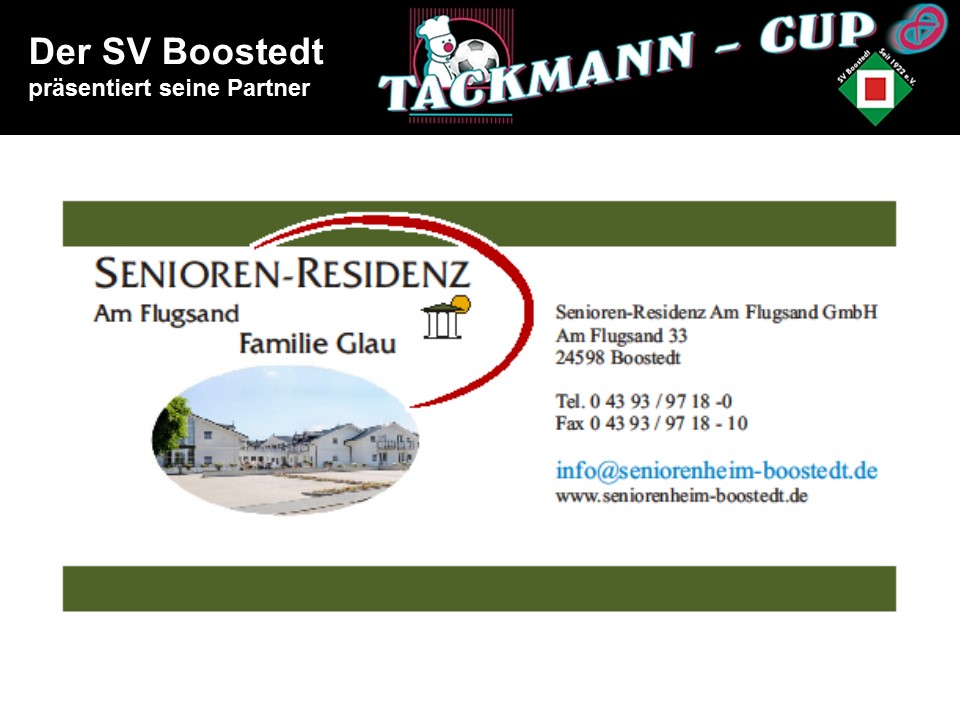 Der SV Boostedt
präsentiert seine Partner
TACKMANN - CUP
SV Boostedt Seit 1922 e.V.
SENIOREN-RESIDENZ
Am Flugsand
Familie Glau
Senioren-Residenz Am Flugsand GmbH
Am Flugsand 33
24598 Boostedt
Tel. 0 43 93 / 97 18 -0
Fax 0 43 93 / 97 18 - 10
info@seniorenheim-boostedt.de
www.seniorenheim-boostedt.de